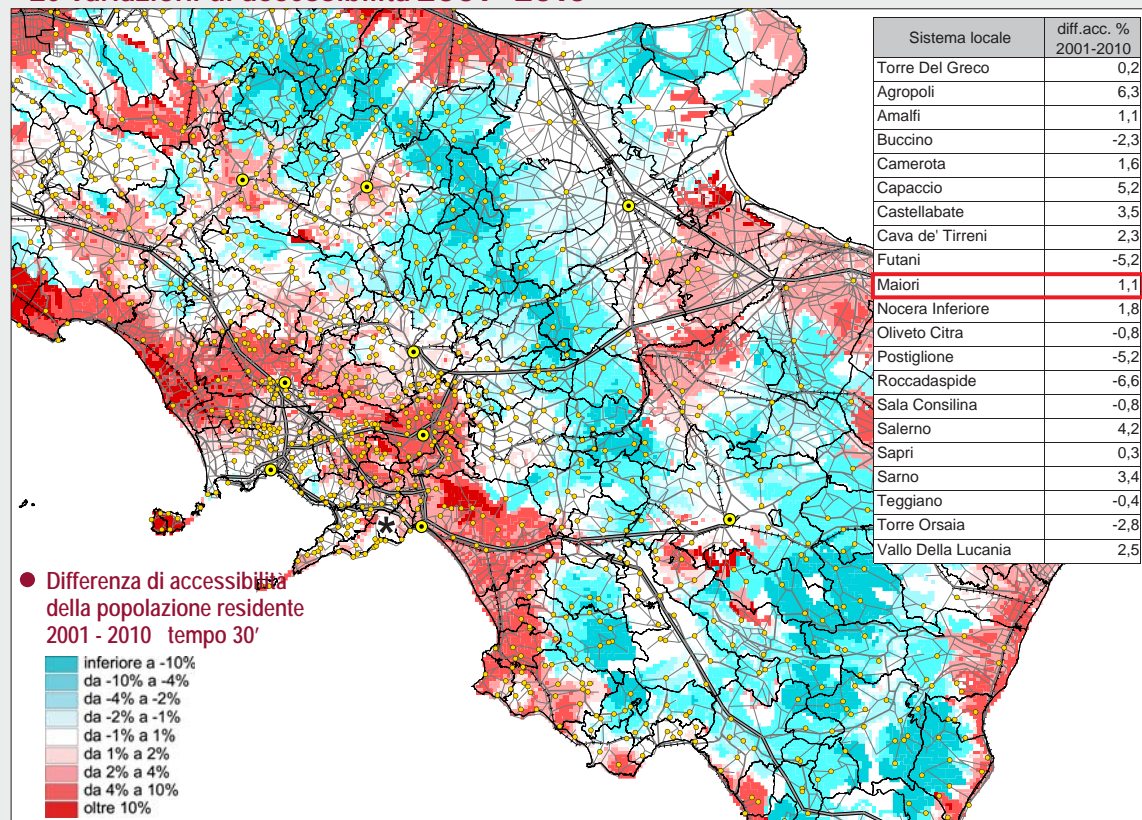 Le variazioni di accessibilità 2001 - 2010
Sistema locale diff.acc. % 2001-2010
Torre Del Greco 0,2
Agropoli 6,3
Amalfi 1,1
Buccino -2,3
Camerota 1,6
Capaccio 5,2
Castellabate 3,5
Cava de' Tirreni 2,3
Futani -5,2
Maiori 1,1
Nocera Inferiore 1,8
Oliveto Citra -0,8
Postiglione -5,2
Roccadaspide -6,6
Sala Consilina -0,8
Salerno 4,2
Sapri 0,3
Sarno 3,4
Teggiano -0,4
Torre Orsaia -2,8
Vallo Della Lucania 2,5
*
● Differenza di accessibilità
della popolazione residente
2001 - 2010 tempo 30'
inferiore a -10%
da -10% a -4%
da -4% a -2%
da -2% a -1%
da -1% a 1%
da 1% a 2%
da 2% a 4%
da 4% a 10%
oltre 10%